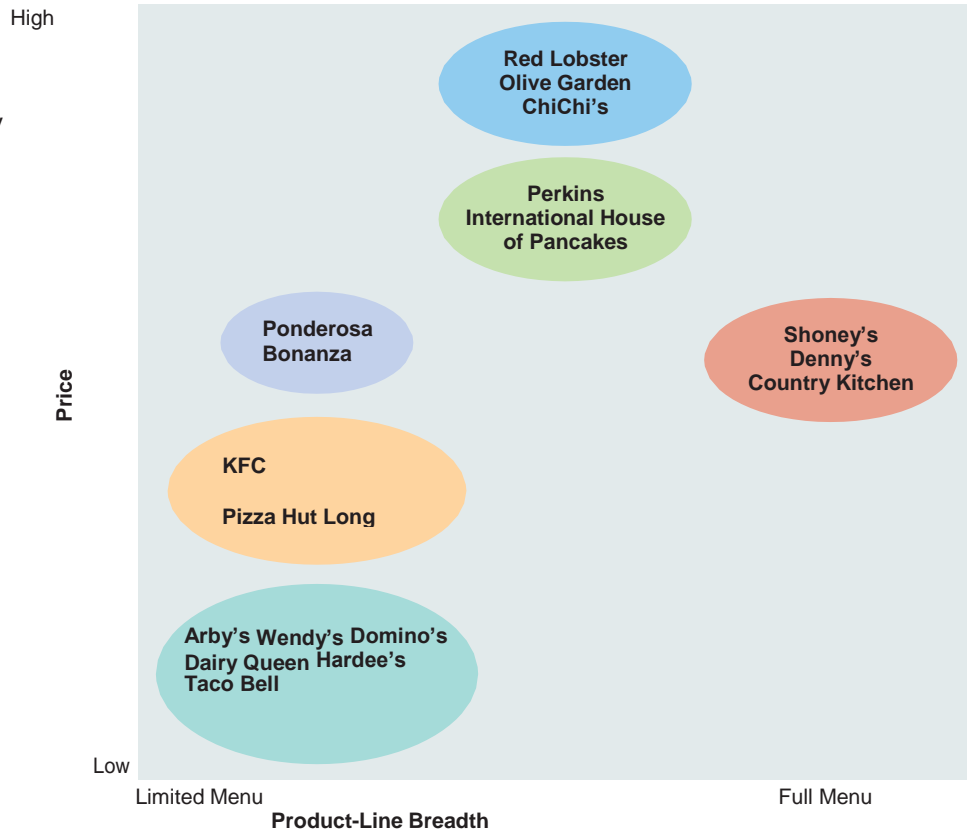 High
Red Lobster
Olive Garden
ChiChi's
Perkins
International House
of Pancakes
Ponderosa
Bonanza
Shoney's
Denny's
Country Kitchen
Price
KFC
Pizza Hut Long
Arby's Wendy's Domino's
Dairy Queen Hardee's
Taco Bell
Low
Limited Menu
Full Menu
Product-Line Breadth